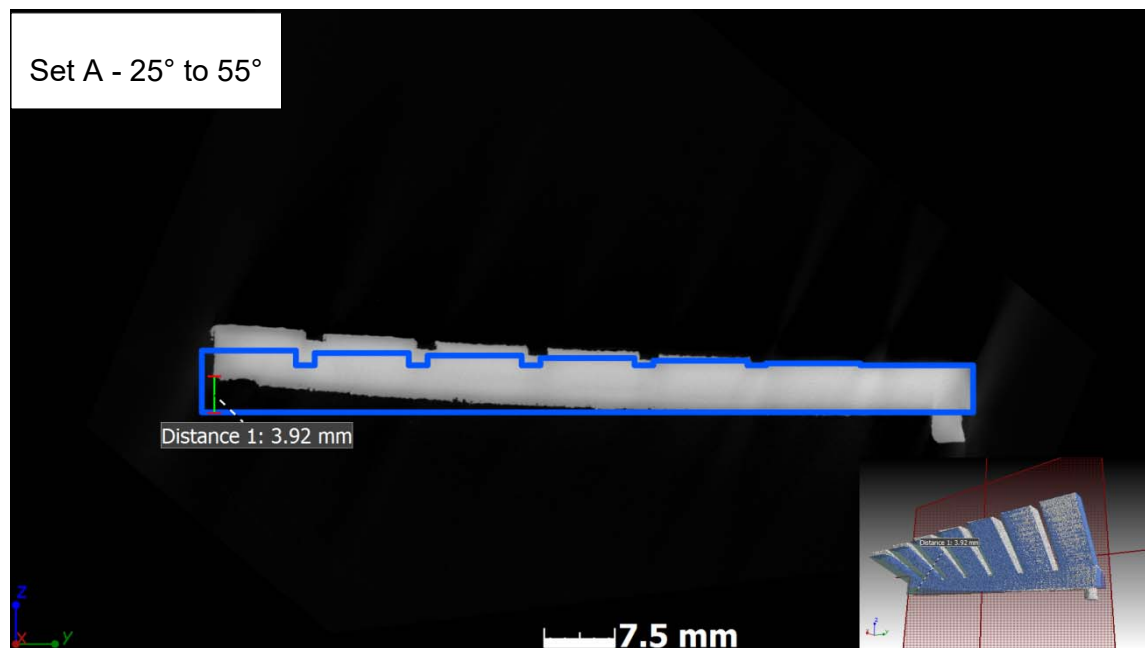 Set A - 25° to 55°
Distance 1: 3.92 mm
Distance 1: 3.92 mm
z
x
y
7.5 mm